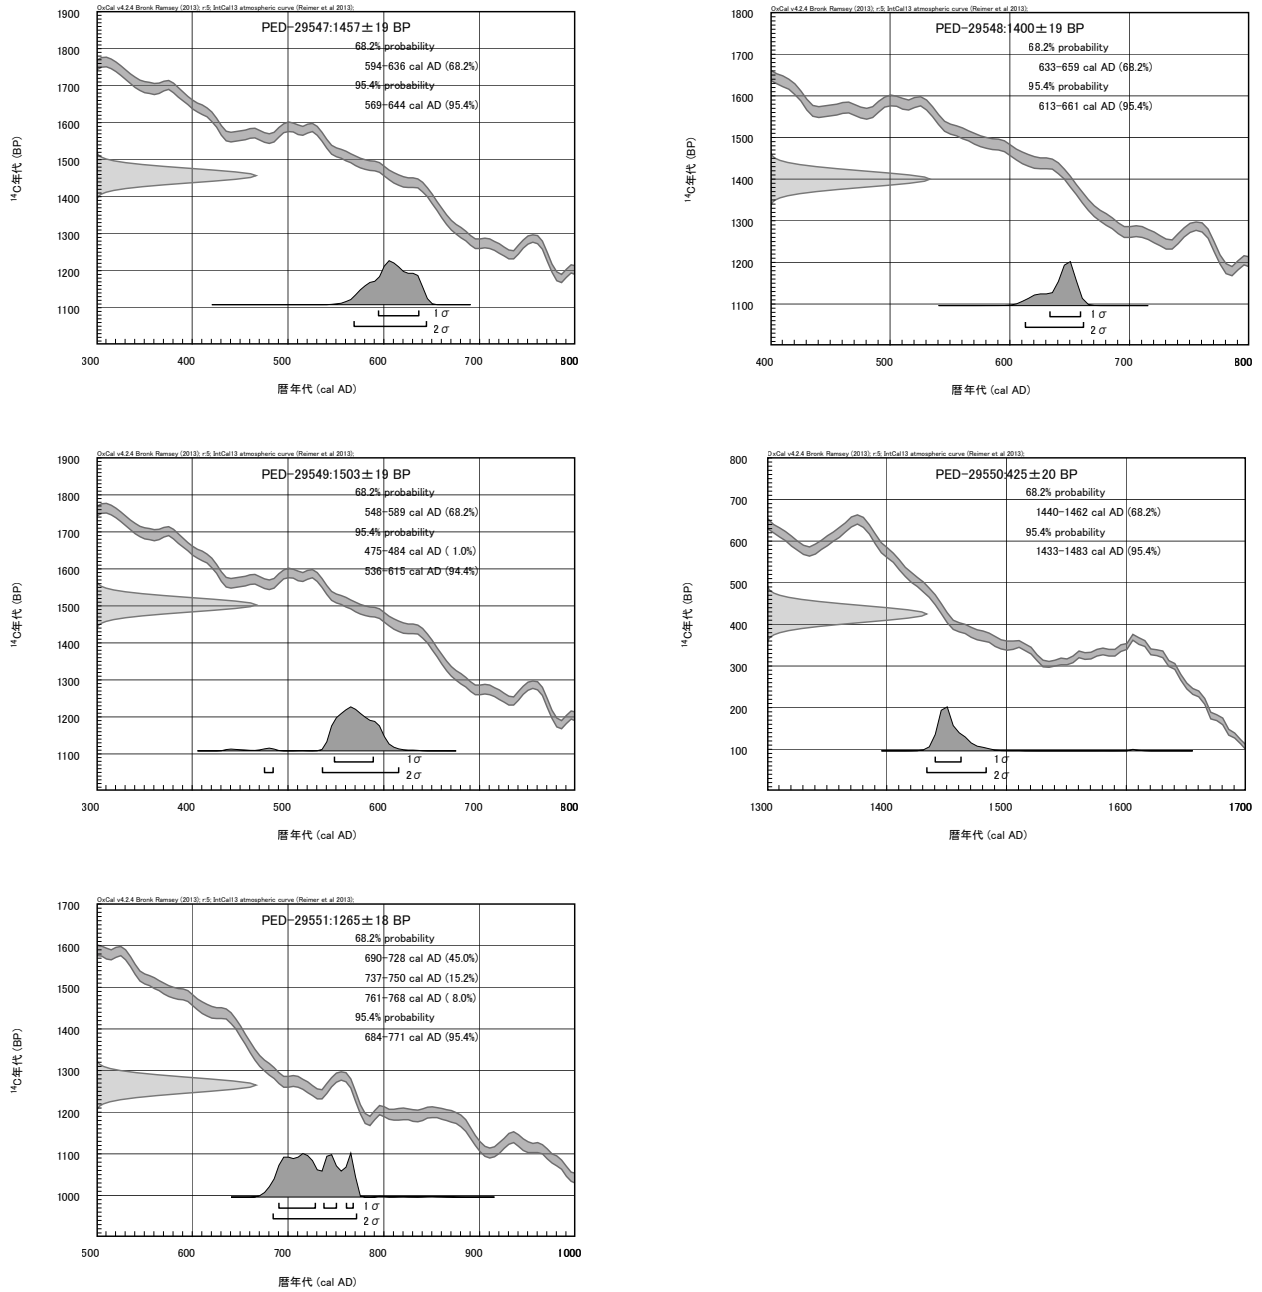 OxCal v4.2.4 Bronk Ramsey (2013); r:5; IntCal13 atmospheric curve (Reimer et al 2013);
PED-29547:1457±19 BP
68.2% probability
594-636 cal AD (68.2%)
95.4% probability
569-644 cal AD (95.4%)
1900
1800
1700
1600
1500
1400
1300
1200
1100
14C年代 (BP)
1σ
2σ
300 400 500 600 700 800
暦年代 (cal AD)
OxCal v4.2.4 Bronk Ramsey (2013); r:5; IntCal13 atmospheric curve (Reimer et al 2013);
PED-29548:1400±19 BP
68.2% probability
633-659 cal AD (68.2%)
95.4% probability
613-661 cal AD (95.4%)
1800
1700
1600
1500
1400
1300
1200
1100
14C年代 (BP)
1σ
2σ
400 500 600 700 800
暦年代 (cal AD)
OxCal v4.2.4 Bronk Ramsey (2013); r:5; IntCal13 atmospheric curve (Reimer et al 2013);
PED-29549:1503±19 BP
68.2% probability
548-589 cal AD (68.2%)
95.4% probability
475-484 cal AD ( 1.0%)
536-615 cal AD (94.4%)
1900
1800
1700
1600
1500
1400
1300
1200
1100
14C年代 (BP)
1σ
2σ
300 400 500 600 700 800
暦年代 (cal AD)
OxCal v4.2.4 Bronk Ramsey (2013); r:5; IntCal13 atmospheric curve (Reimer et al 2013);
PED-29550:425±20 BP
68.2% probability
1440-1462 cal AD (68.2%)
95.4% probability
1433-1483 cal AD (95.4%)
800
700
600
500
400
300
200
100
14C年代 (BP)
1σ
2σ
1300 1400 1500 1600 1700
暦年代 (cal AD)
OxCal v4.2.4 Bronk Ramsey (2013); r:5; IntCal13 atmospheric curve (Reimer et al 2013);
PED-29551:1265±18 BP
68.2% probability
690-728 cal AD (45.0%)
737-750 cal AD (15.2%)
761-768 cal AD ( 8.0%)
95.4% probability
684-771 cal AD (95.4%)
1700
1600
1500
1400
1300
1200
1100
1000
14C年代 (BP)
1σ
2σ
500 600 700 800 900 1000
暦年代 (cal AD)